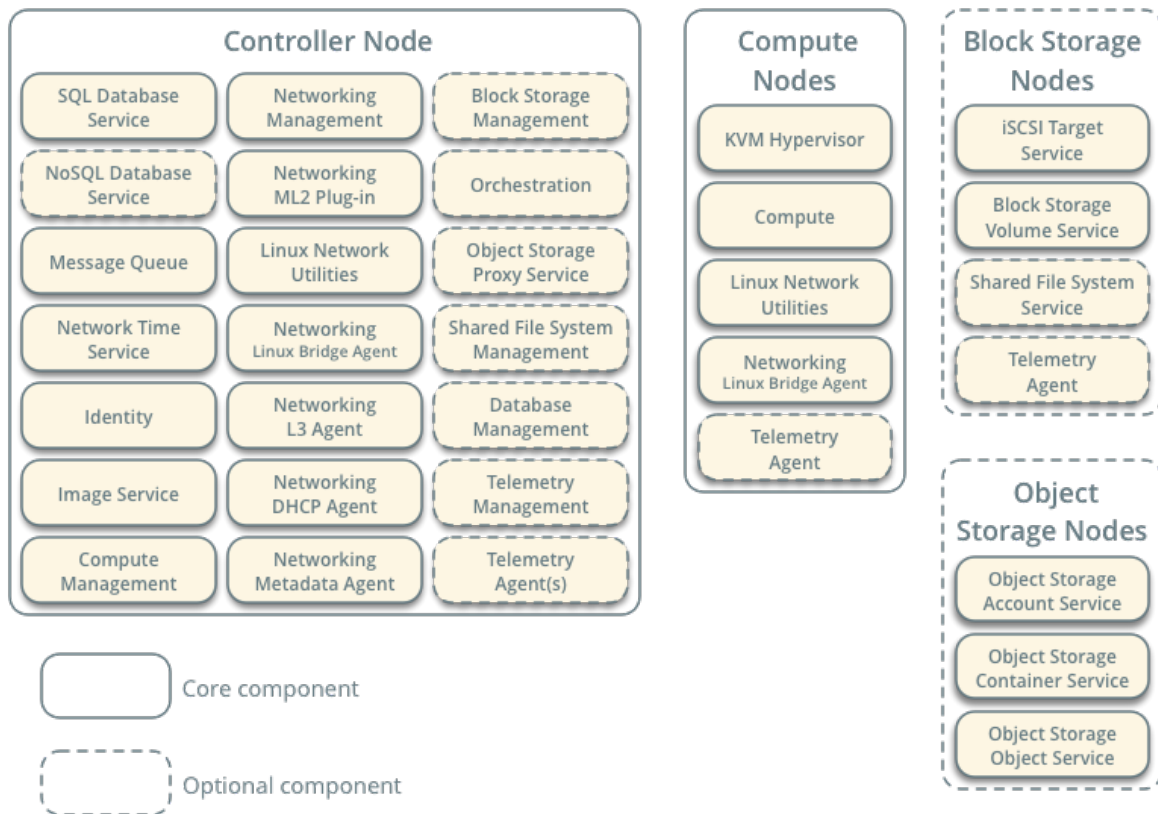 Controller Node
SQL Database
Service
Networking
Management
Block Storage
Management
NoSQL Database
Service
Networking
ML2 Plug-in
Orchestration
Message Queue
Linux Network
Utilities
Object Storage
Proxy Service
Network Time
Service
Networking
Linux Bridge Agent
Shared File System
Management
Identity
Networking
L3 Agent
Database
Management
Image Service
Networking
DHCP Agent
Telemetry
Management
Compute
Management
Networking
Metadata Agent
Telemetry
Agent(s)
Compute
Nodes
KVM Hypervisor
Compute
Linux Network
Utilities
Networking
Linux Bridge Agent
Telemetry
Agent
Block Storage
Nodes
iSCSI Target
Service
Block Storage
Volume Service
Shared File System
Service
Telemetry
Agent
Object
Storage Nodes
Object Storage
Account Service
Object Storage
Container Service
Object Storage
Object Service
Core component
Optional component